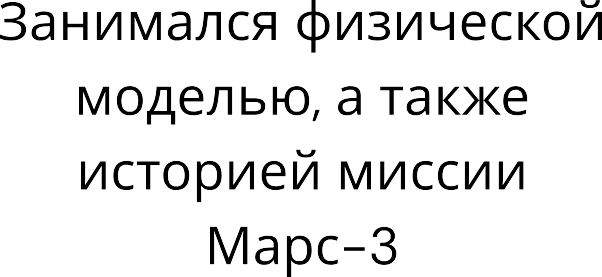 Занимался физической
моделью, а также
историей миссии
Марс-3